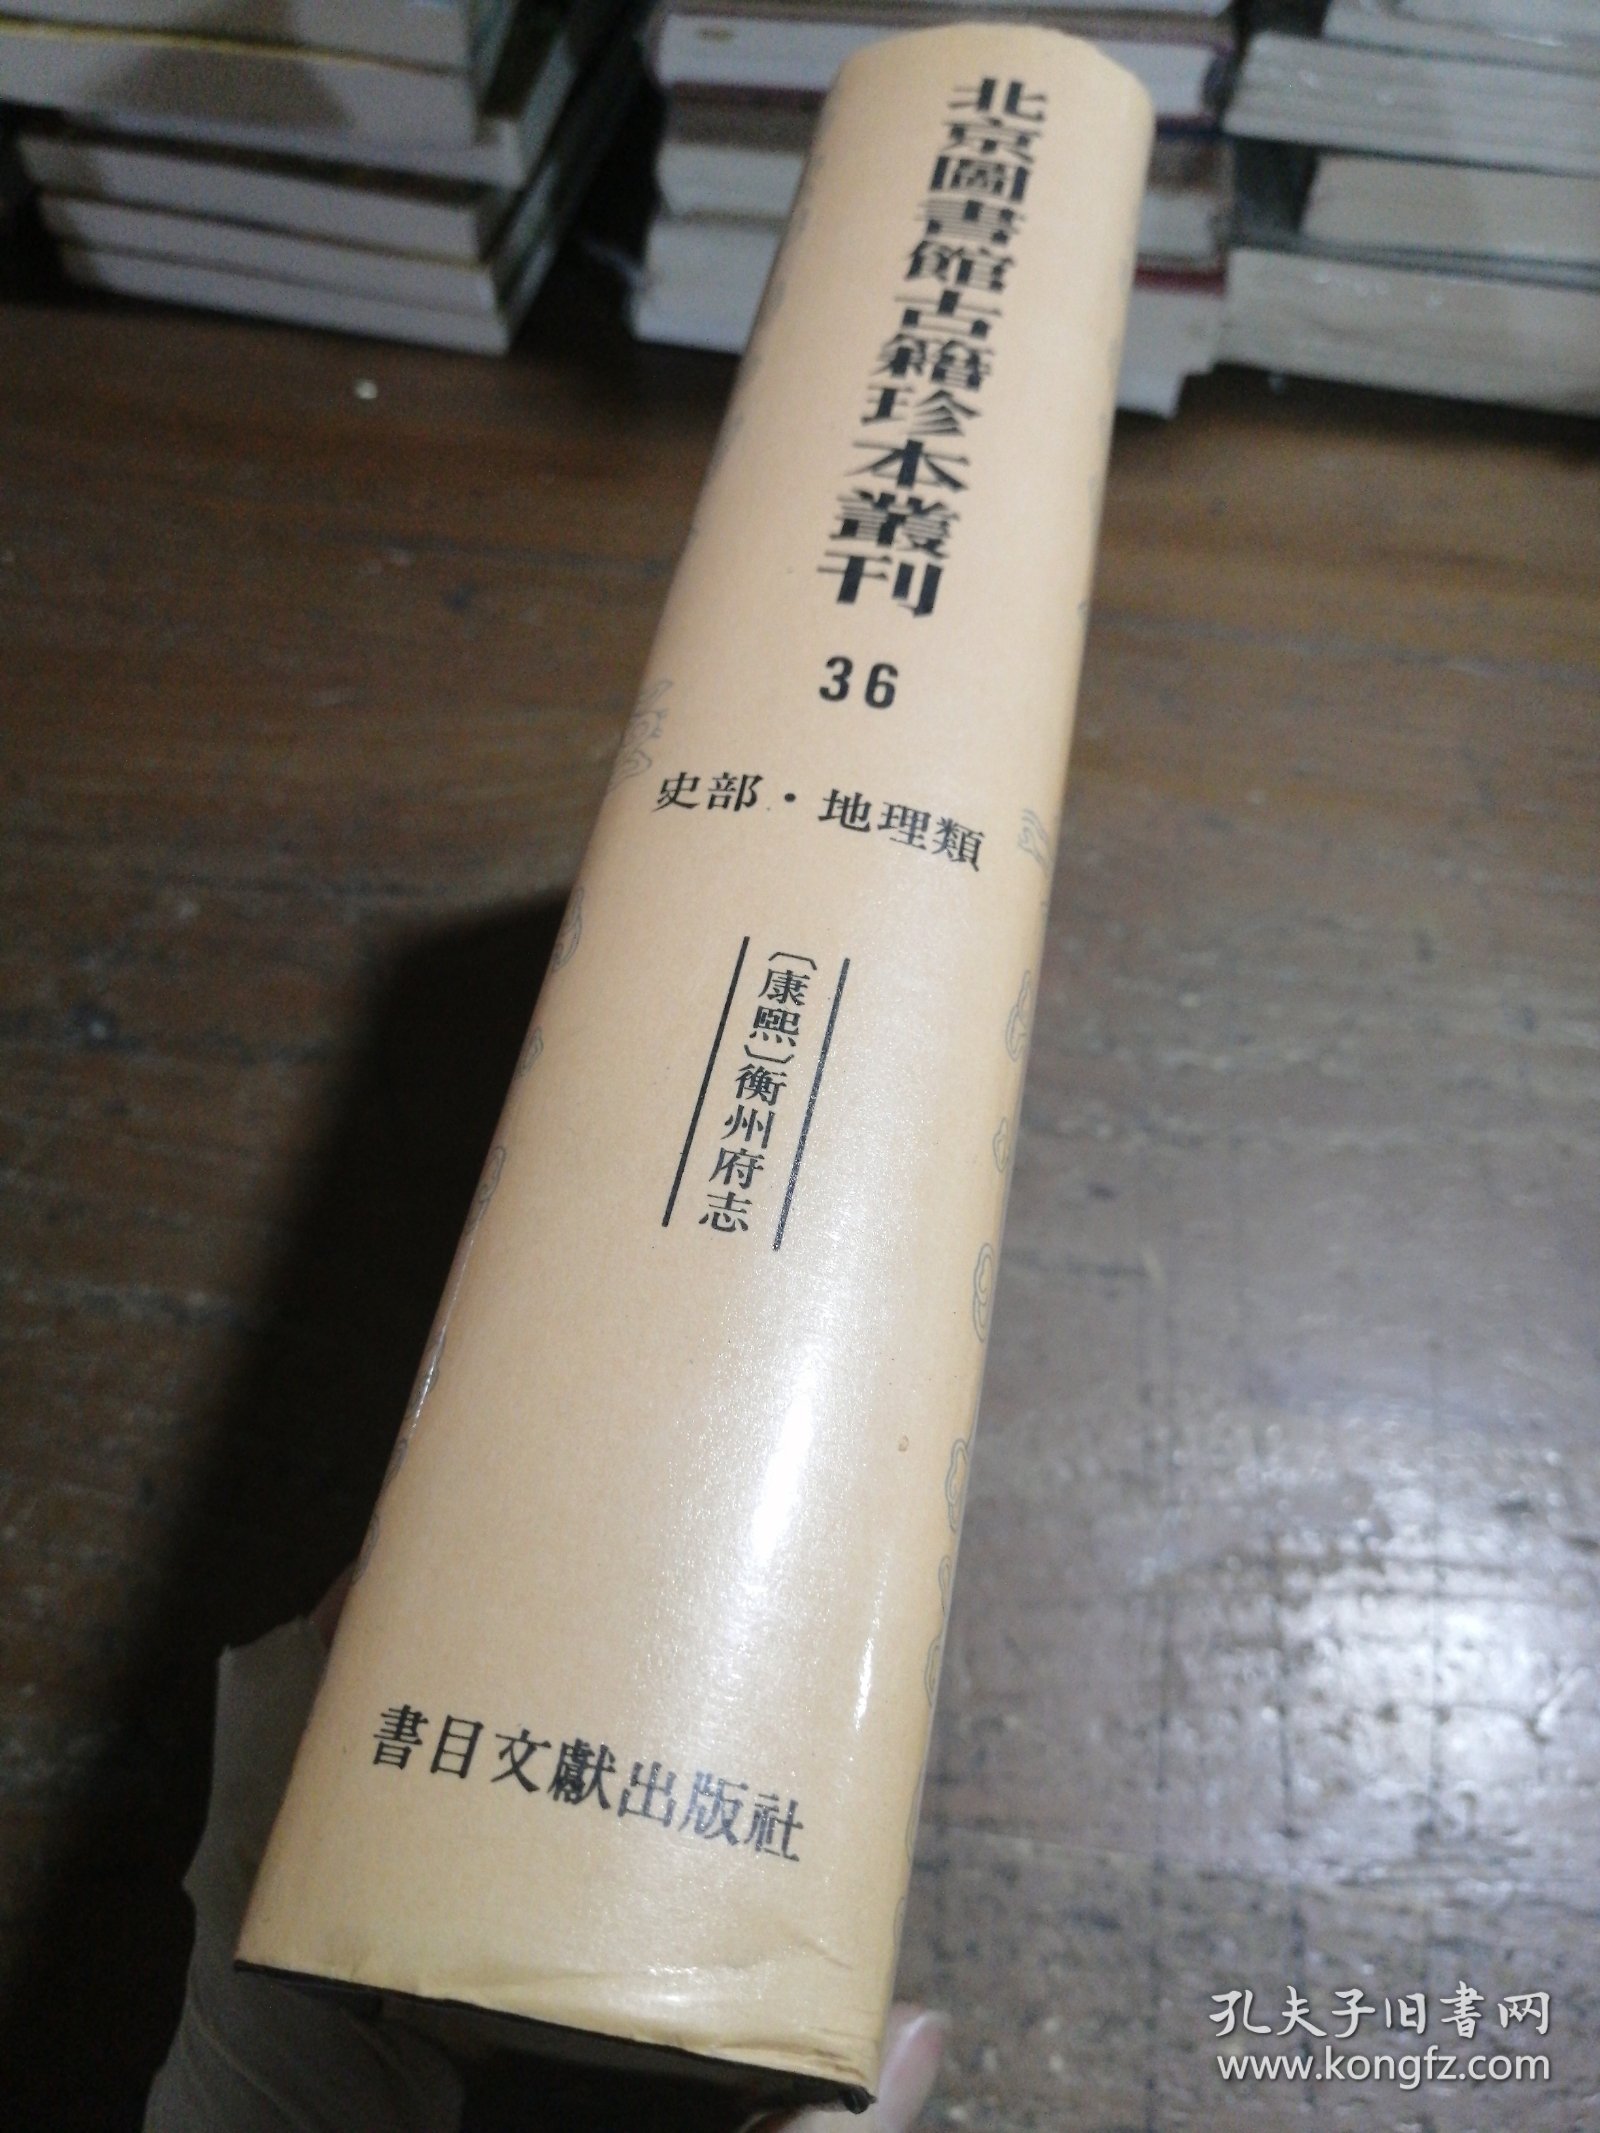 北京圖書館古籍珍本叢刊
36
史部·地理類
〔康熙〕衡州府志
書目文獻出版社
孔夫子旧書网
www.kongfz.com